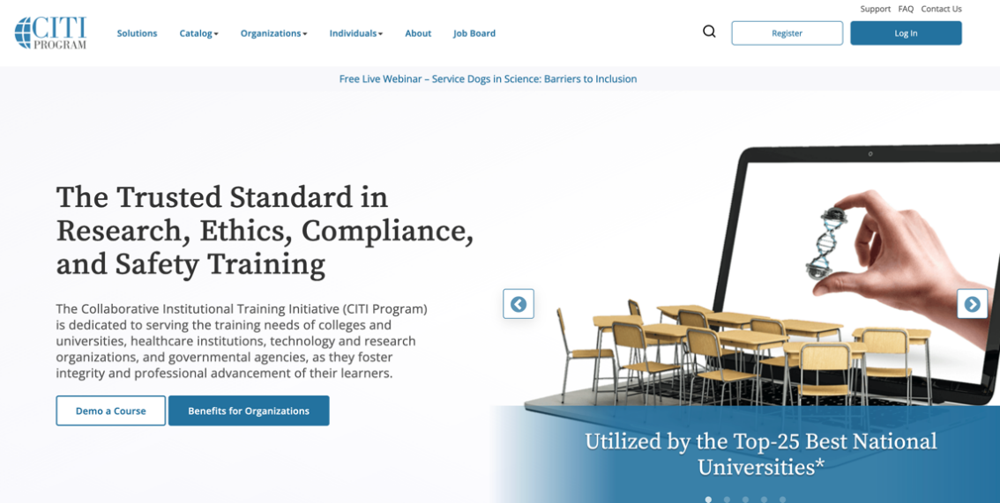 Support FAQ Contact Us
CITI
PROGRAM
Solutions Catalog Organizations Individuals About Job Board
Register
Log In
Free Live Webinar – Service Dogs in Science: Barriers to Inclusion
The Trusted Standard in
Research, Ethics, Compliance,
and Safety Training
The Collaborative Institutional Training Initiative (CITI Program)
is dedicated to serving the training needs of colleges and
universities, healthcare institutions, technology and research
organizations, and governmental agencies, as they foster
integrity and professional advancement of their learners.
Demo a Course
Benefits for Organizations
Utilized by the Top-25 Best National
Universities*